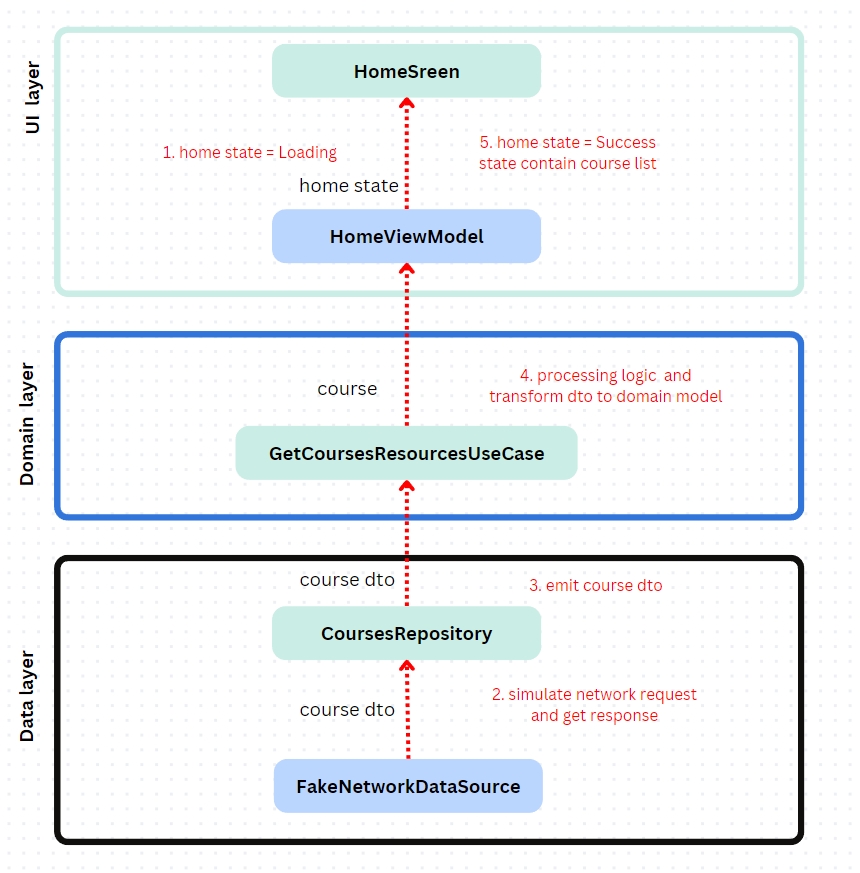 UI layer
HomeSreen
1. home state = Loading
5. home state = Success
state contain course list
home state
HomeViewModel
Domain layer
course
4. processing logic and
transform dto to domain model
GetCoursesResourcesUseCase
Data layer
course dto
3. emit course dto
CoursesRepository
course dto
2. simulate network request
and get response
FakeNetworkDataSource